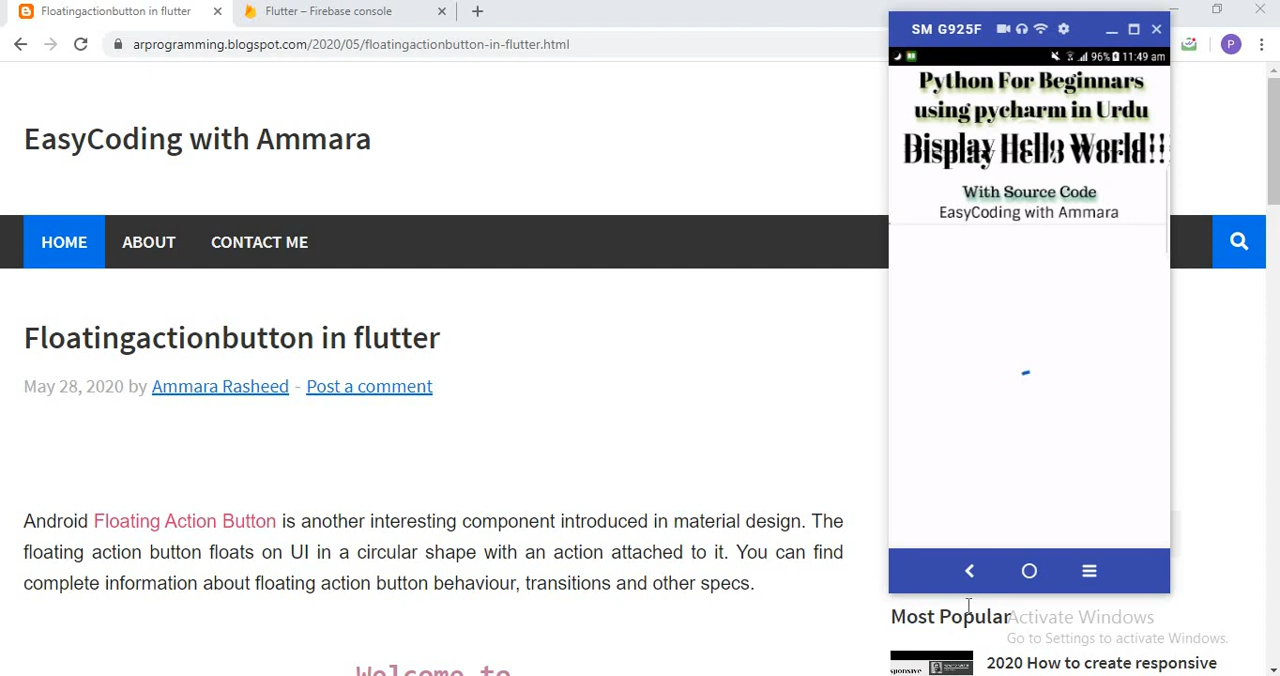 Floatingactionbutton in flutter
Flutter – Firebase console
arprogramming.blogspot.com/2020/05/floatingactionbutton-in-flutter.html
P
EasyCoding with Ammara
HOME ABOUT CONTACT ME
Floatingactionbutton in flutter
May 28, 2020 by Ammara Rasheed - Post a comment
Android Floating Action Button is another interesting component introduced in material design. The
floating action button floats on UI in a circular shape with an action attached to it. You can find
complete information about floating action button behaviour, transitions and other specs.
Welcome to
SM G925F
96% 11:49 am
Python For Beginnars
using pycharm in Urdu
Display Hello World!!
With Source Code
EasyCoding with Ammara
Most Popular
Activate Windows
Go to Settings to activate Windows.
2020 How to create responsive